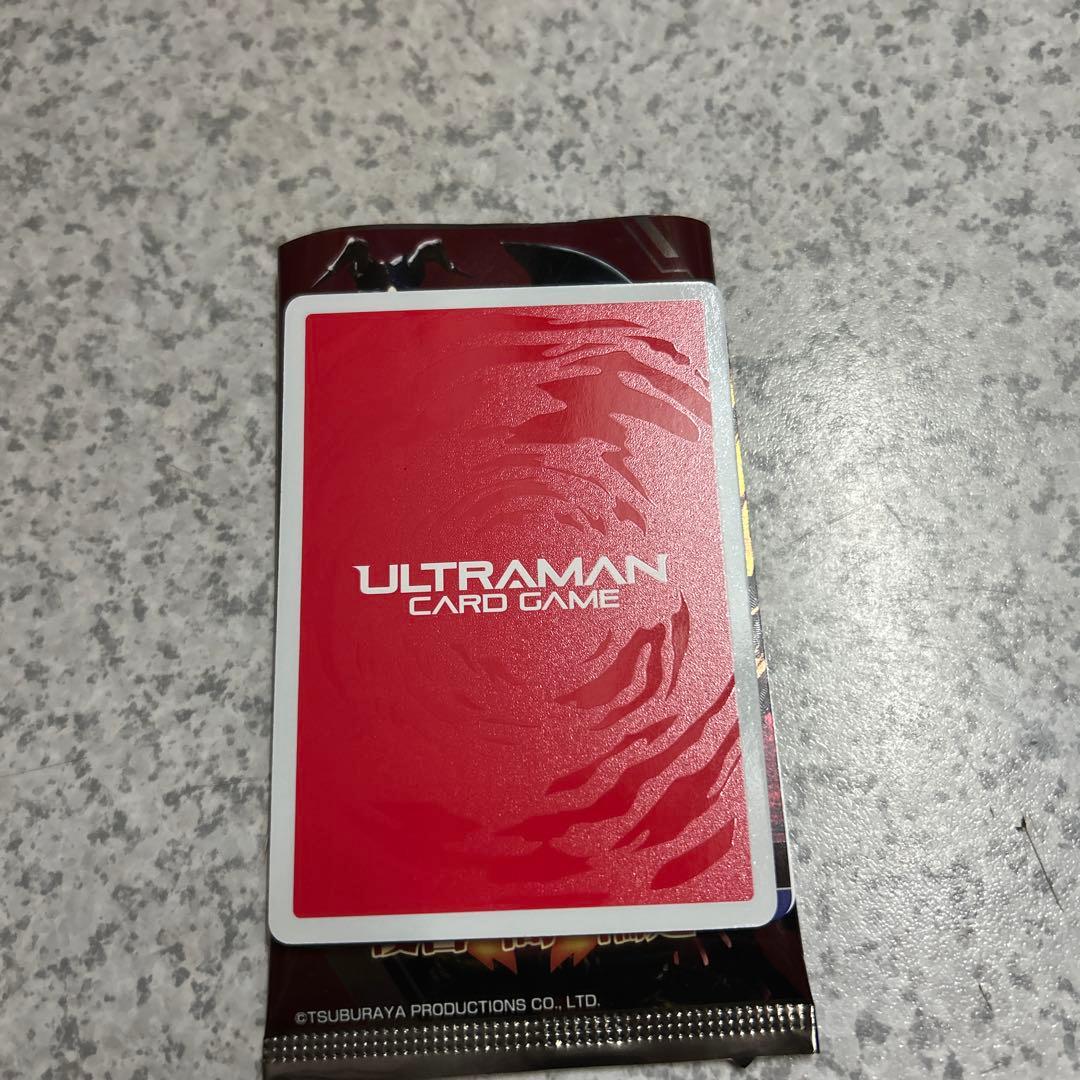 ULTRAMAN
CARD GAME
©TSUBURAYA PRODUCTIONS CO., LTD.